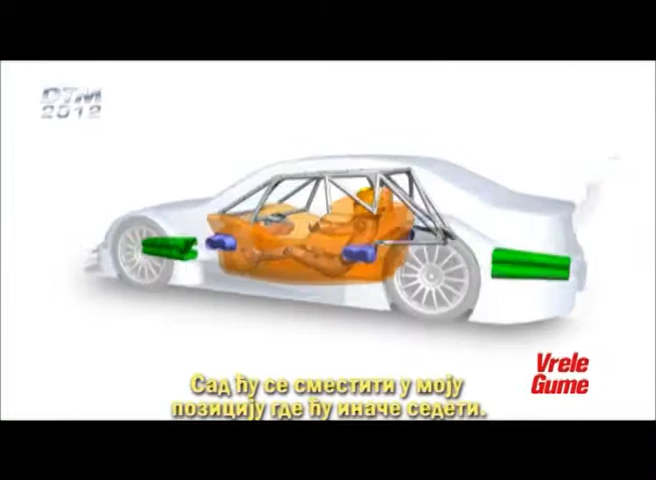 DTM
2012
Vrele
Gume
Сад ћу се сместити у моју
позицију где ћу иначе седети.